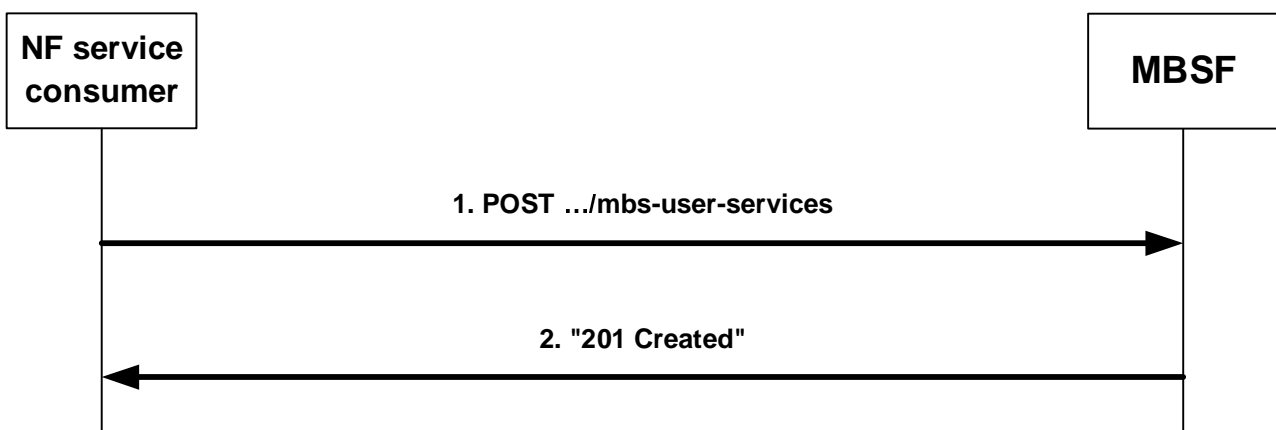 NF service
consumer
MBSF
1. POST …/mbs-user-services
2. "201 Created"